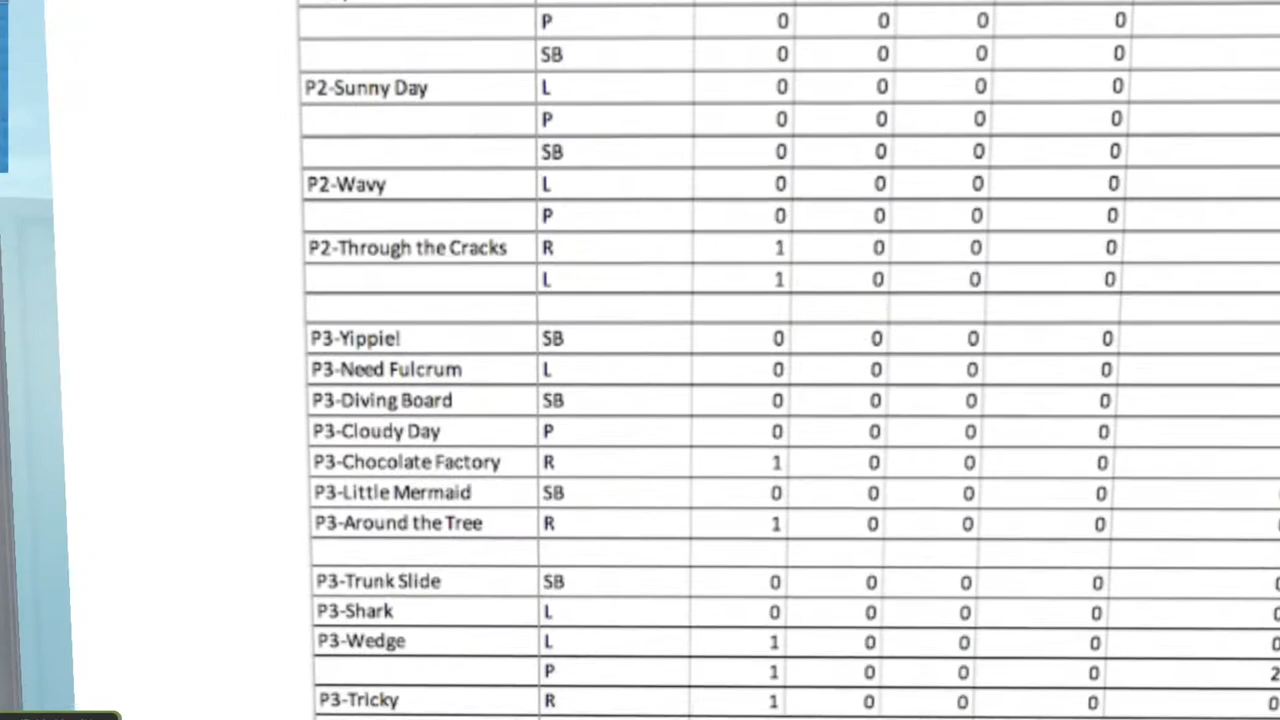 P 0 0 0 0
SB 0 0 0 0
P2-Sunny Day L 0 0 0 0
P 0 0 0 0
SB 0 0 0 0
P2-Wavy L 0 0 0 0
P 0 0 0 0
P2-Through the Cracks R 1 0 0 0
L 1 0 0 0
P3-Yippie! SB 0 0 0 0
P3-Need Fulcrum L 0 0 0 0
P3-Diving Board SB 0 0 0 0
P3-Cloudy Day P 0 0 0 0
P3-Chocolate Factory R 1 0 0 0
P3-Little Mermaid SB 0 0 0 0
P3-Around the Tree R 1 0 0 0
P3-Trunk Slide SB 0 0 0 0
P3-Shark L 0 0 0 0
P3-Wedge L 1 0 0 0
P 1 0 0 0 2
P3-Tricky R 1 0 0 0 0